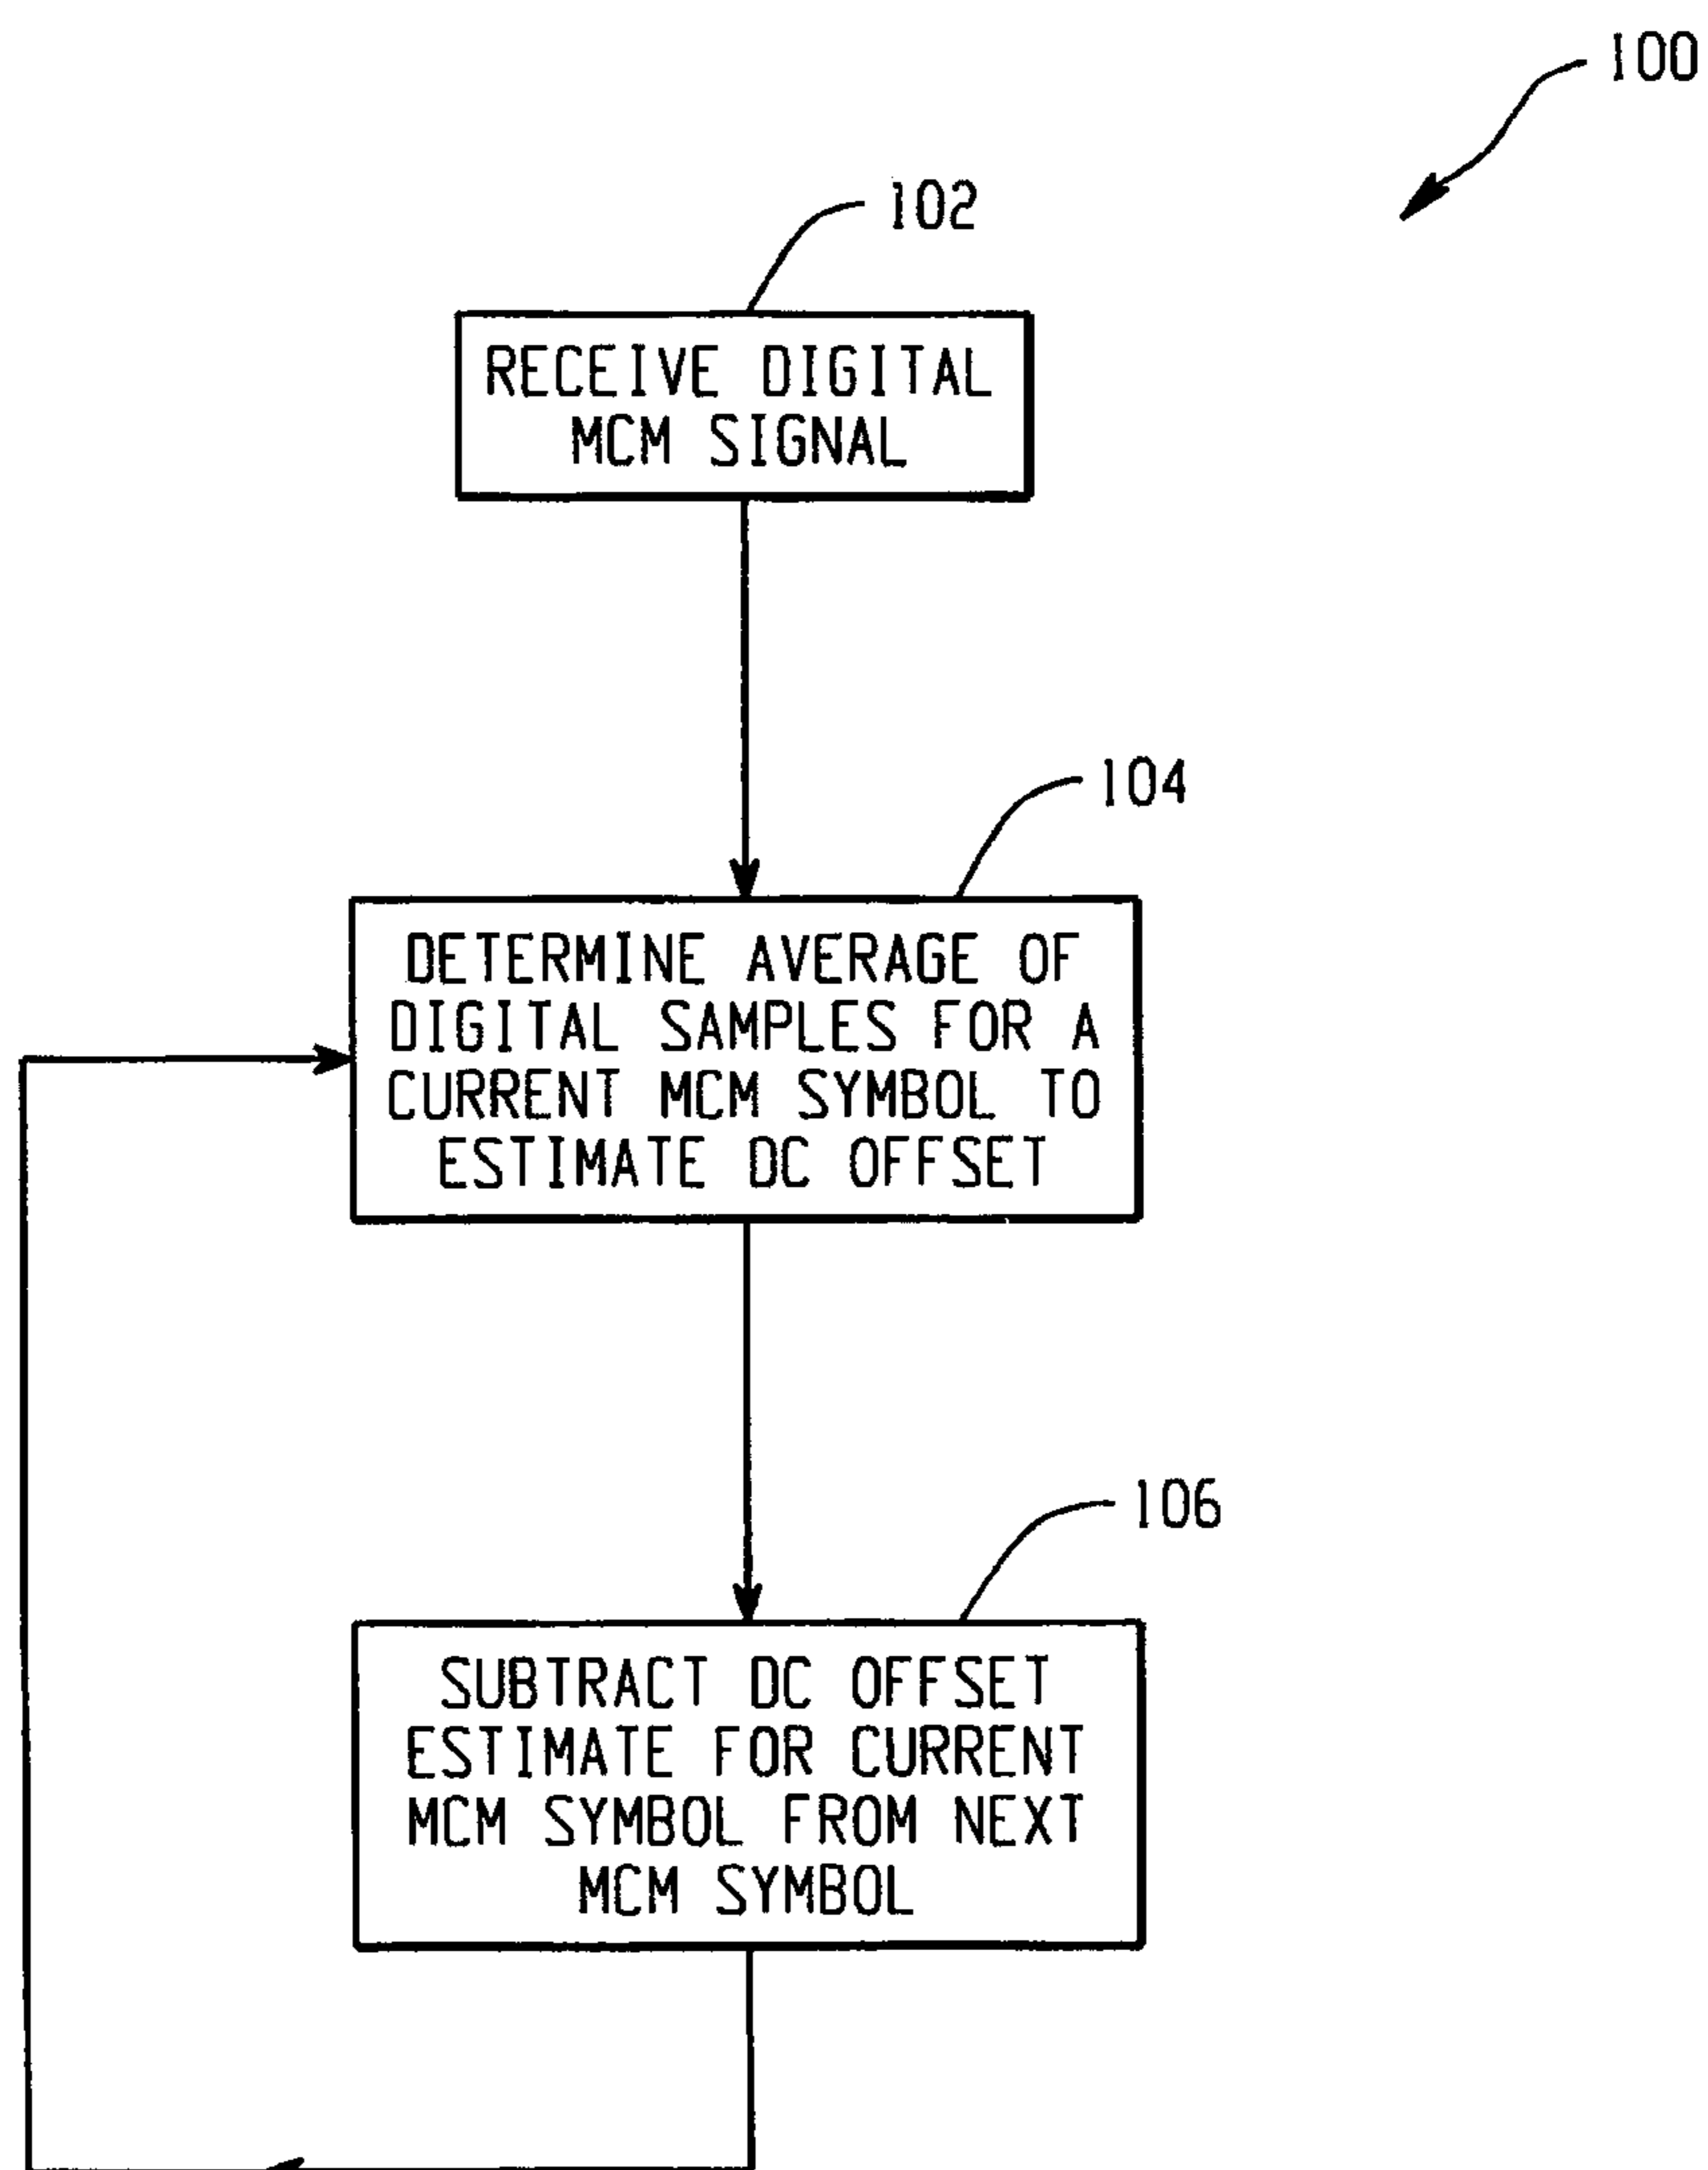 100
102
RECEIVE DIGITAL
MCM SIGNAL
104
DETERMINE AVERAGE OF
DIGITAL SAMPLES FOR A
CURRENT MCM SYMBOL TO
ESTIMATE DC OFFSET
106
SUBTRACT DC OFFSET
ESTIMATE FOR CURRENT
MCM SYMBOL FROM NEXT
MCM SYMBOL